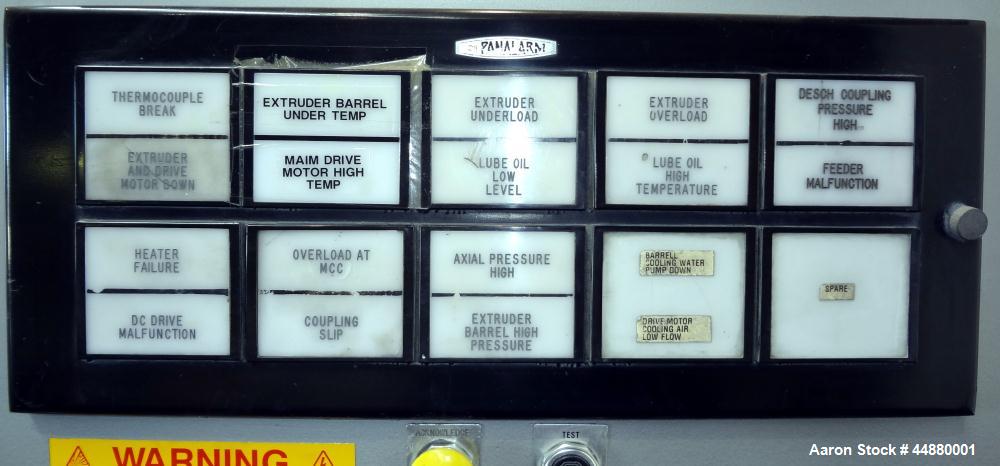 PANALARM
THERMOCOUPLE
BREAK
EXTRUDER
AND DRIVE
MOTOR DOWN
EXTRUDER BARREL
UNDER TEMP
MAIM DRIVE
MOTOR HIGH
TEMP
EXTRUDER
UNDERLOAD
LUBE OIL
LOW
LEVEL
EXTRUDER
OVERLOAD
LUBE OIL
HIGH
TEMPERATURE
DESCH COUPLING
PRESSURE
HIGH
FEEDER
MALFUNCTION
HEATER
FAILURE
DC DRIVE
MALFUNCTION
OVERLOAD AT
MCC
COUPLING
SLIP
AXIAL PRESSURE
HIGH
EXTRUDER
BARREL HIGH
PRESSURE
BARRELL
COOLING WATER
PUMP DOWN
DRIVE MOTOR
COOLING AIR
LOW FLOW
SPARE
WARNING
ACKNOWLEDGE
TEST
Aaron Stock # 44880001